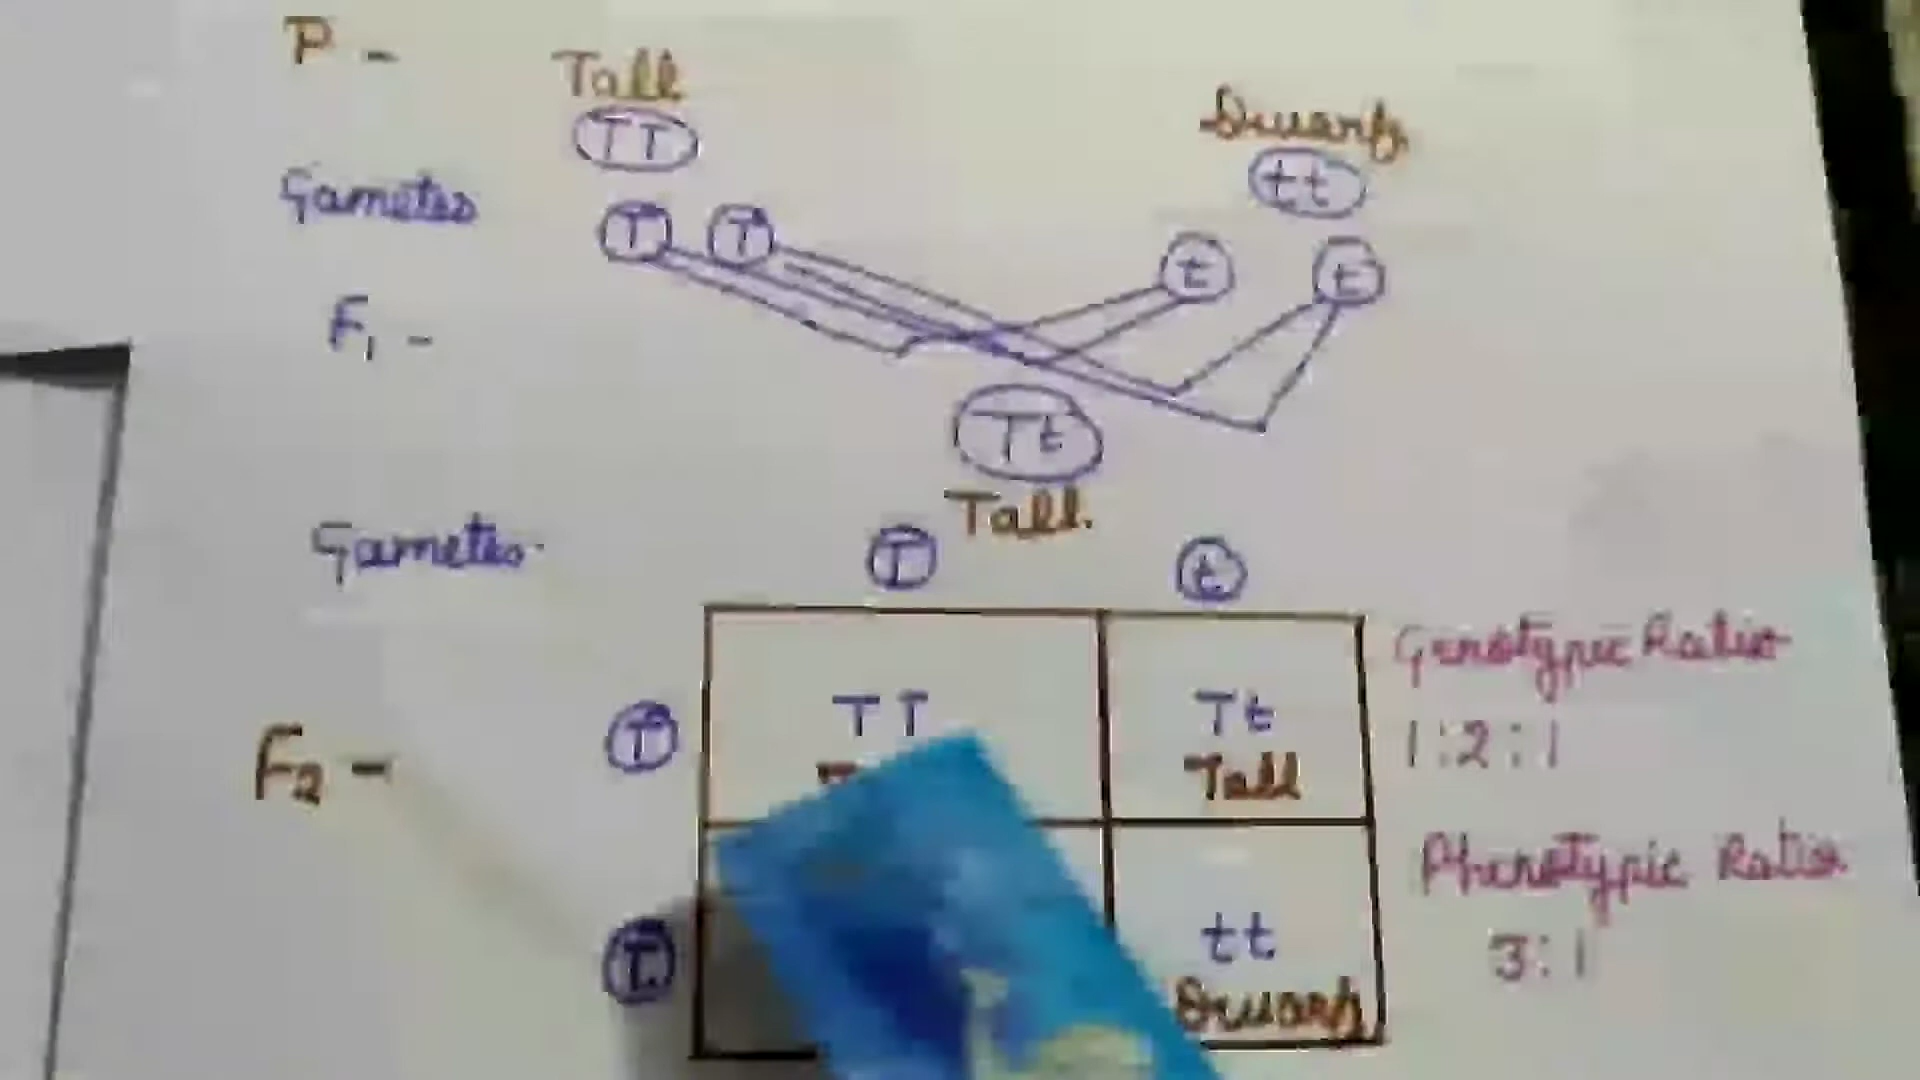 P -
Tall
Dwarf
TT
tt
Gametes
T T t t
F1 -
Tt
Tall.
Gametes
T t
T
TT
Tt
Tall
Genotypic Ratio
1:2:1
F2 -
Phenotypic Ratio
3:1
tt
Dwarf